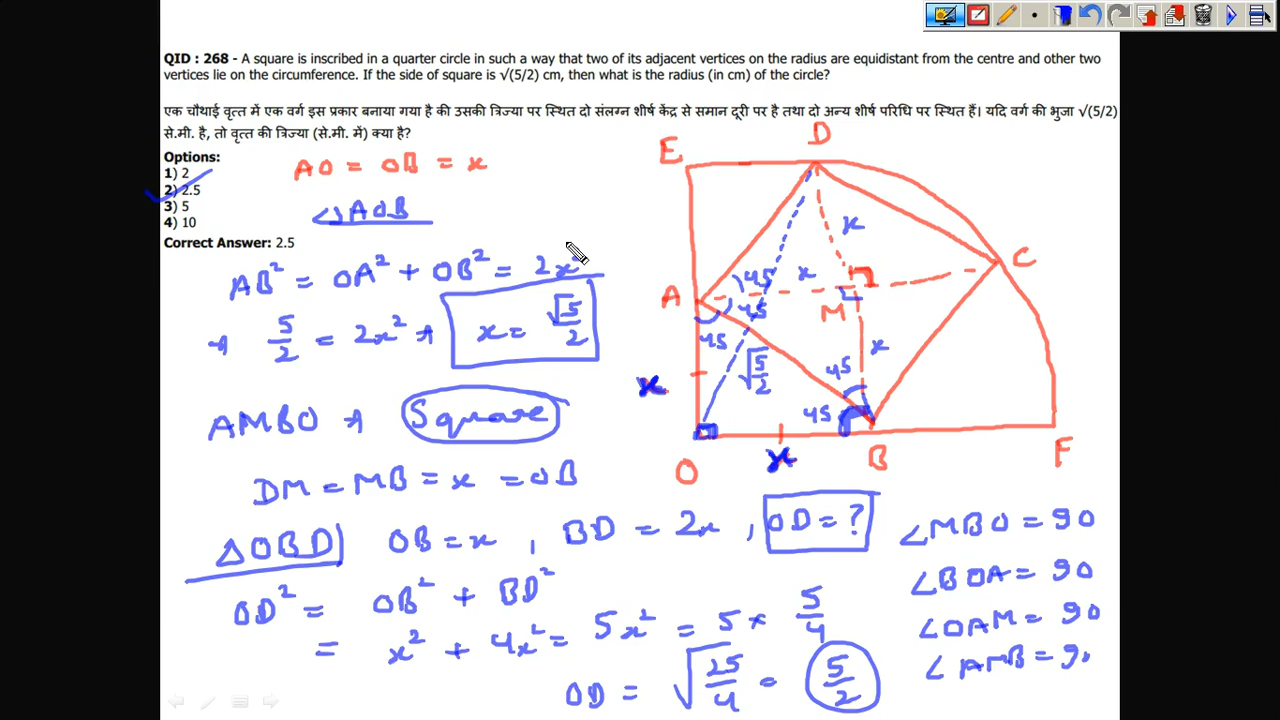 QID : 268 - A square is inscribed in a quarter circle in such a way that two of its adjacent vertices on the radius are equidistant from the centre and other two
vertices lie on the circumference. If the side of square is √(5/2) cm, then what is the radius (in cm) of the circle?
एक चौथाई वृत्त में एक वर्ग इस प्रकार बनाया गया है की उसकी त्रिज्या पर स्थित दो संलग्न शीर्ष केंद्र से समान दूरी पर है तथा दो अन्य शीर्ष परिधि पर स्थित हैं। यदि वर्ग की भुजा √(5/2)
से.मी. है, तो वृत्त की त्रिज्या (से.मी. में) क्या है?
Options:
1) 2
2) 2.5
3) 5
4) 10
Correct Answer: 2.5
AO = OB = x
△AOB
AB² = OA² + OB² = 2x²
→ 5/2 = 2x² → x = √5/2
AMBO → Square
DM = MB = x = OB
△OBD OB = x , BD = 2x , OD = ?
OD² = OB² + BD²
= x² + 4x² = 5x² = 5 × 5/4
OD = √25/4 = 5/2
∠MBO = 90
∠BOA = 90
∠OAM = 90
∠AMB = 90
E
D
x
C
45
x
A
M
45
45
x
√5/2
45
x
45
O
x
B
F